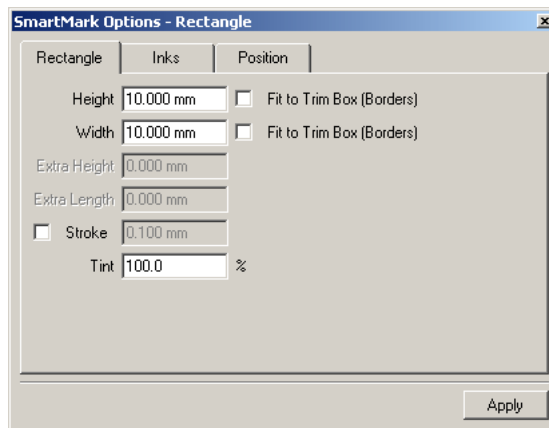 SmartMark Options - Rectangle
Rectangle Inks Position
Height 10.000 mm Fit to Trim Box (Borders)
Width 10.000 mm Fit to Trim Box (Borders)
Extra Height 0.000 mm
Extra Length 0.000 mm
Stroke 0.100 mm
Tint 100.0 %
Apply